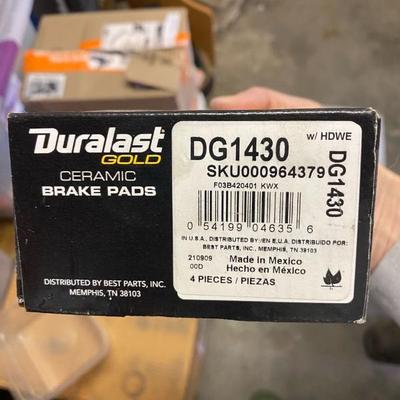 Duralast
GOLD
CERAMIC
BRAKE PADS
DISTRIBUTED BY BEST PARTS, INC.
MEMPHIS, TN 38103
w/ HDWE
DG1430
SKU000964379
F03B420401 KWX
0 54199 04635 6
IN U.S.A., DISTRIBUTED BY/EN E.U.A. DISTRIBUIDO POR:
BEST PARTS, INC., MEMPHIS, TN 38103
210909
00D
Made in Mexico
Hecho en México
4 PIECES / PIEZAS
DG1430